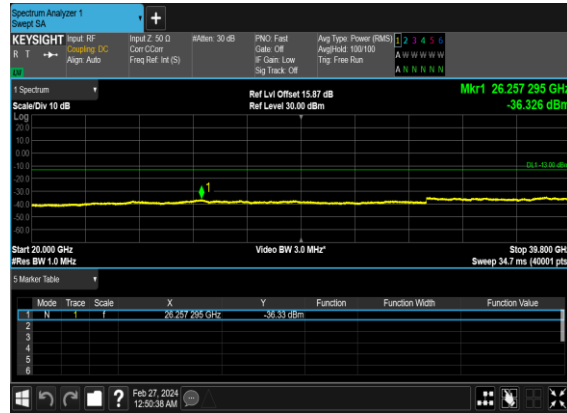 Spectrum Analyzer 1
Swept SA
+
KEYSIGHT Input: RF Input Z: 50 Ω #Atten: 30 dB PNO: Fast Avg Type: Power (RMS) 1 2 3 4 5 6
R T Coupling: DC Corr CCorr Gate: Off Avg|Hold: 100/100 A W W W W W
Align: Auto Freq Ref: Int (S) IF Gain: Low Trig: Free Run
Sig Track: Off A N N N N N
1 Spectrum Ref Lvl Offset 15.87 dB Mkr1 26.257 295 GHz
Scale/Div 10 dB Ref Level 30.00 dBm -36.326 dBm
Log
20.0
10.0
0.00
-10.0
DL1 -13.00 dBm
-20.0
1
-30.0
-40.0
-50.0
-60.0
Start 20.000 GHz Video BW 3.0 MHz* Stop 39.800 GHz
#Res BW 1.0 MHz Sweep 34.7 ms (40001 pts)
5 Marker Table
Mode Trace Scale X Y Function Function Width Function Value
1 N 1 f 26.257 295 GHz -36.33 dBm
2
3
4
5
6
? Feb 27, 2024
12:50:38 AM